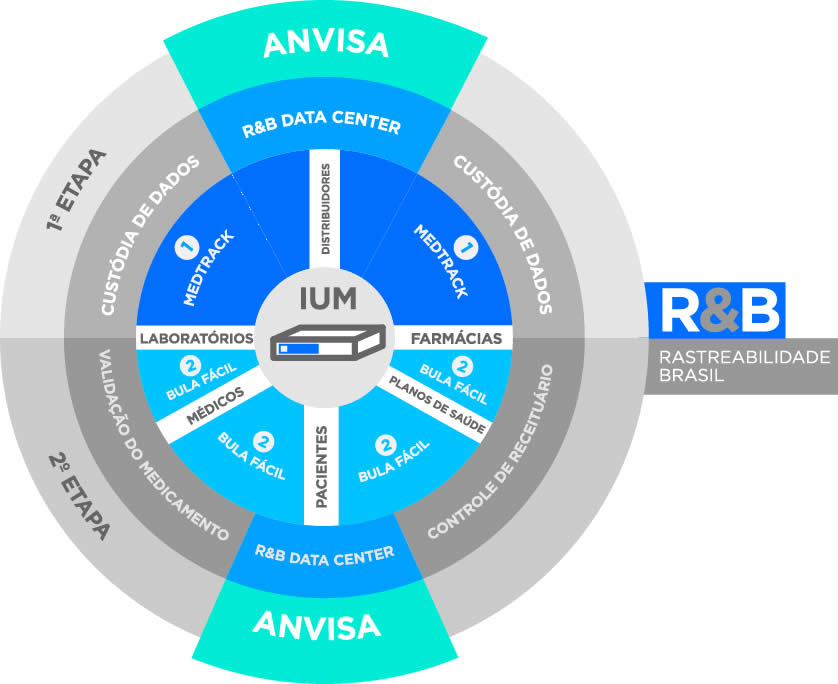 ANVISA
R&B DATA CENTER
1ª ETAPA
CUSTÓDIA DE DADOS
CUSTÓDIA DE DADOS
DISTRIBUIDORES
1
MEDTRACK
1
MEDTRACK
IUM
R&B
RASTREABILIDADE
BRASIL
LABORATÓRIOS
FARMÁCIAS
2
BULA FÁCIL
2
BULA FÁCIL
MÉDICOS
PLANOS DE SAÚDE
2
BULA FÁCIL
2
BULA FÁCIL
PACIENTES
VALIDAÇÃO DO MEDICAMENTO
CONTROLE DE RECEITUÁRIO
2º ETAPA
R&B DATA CENTER
ANVISA